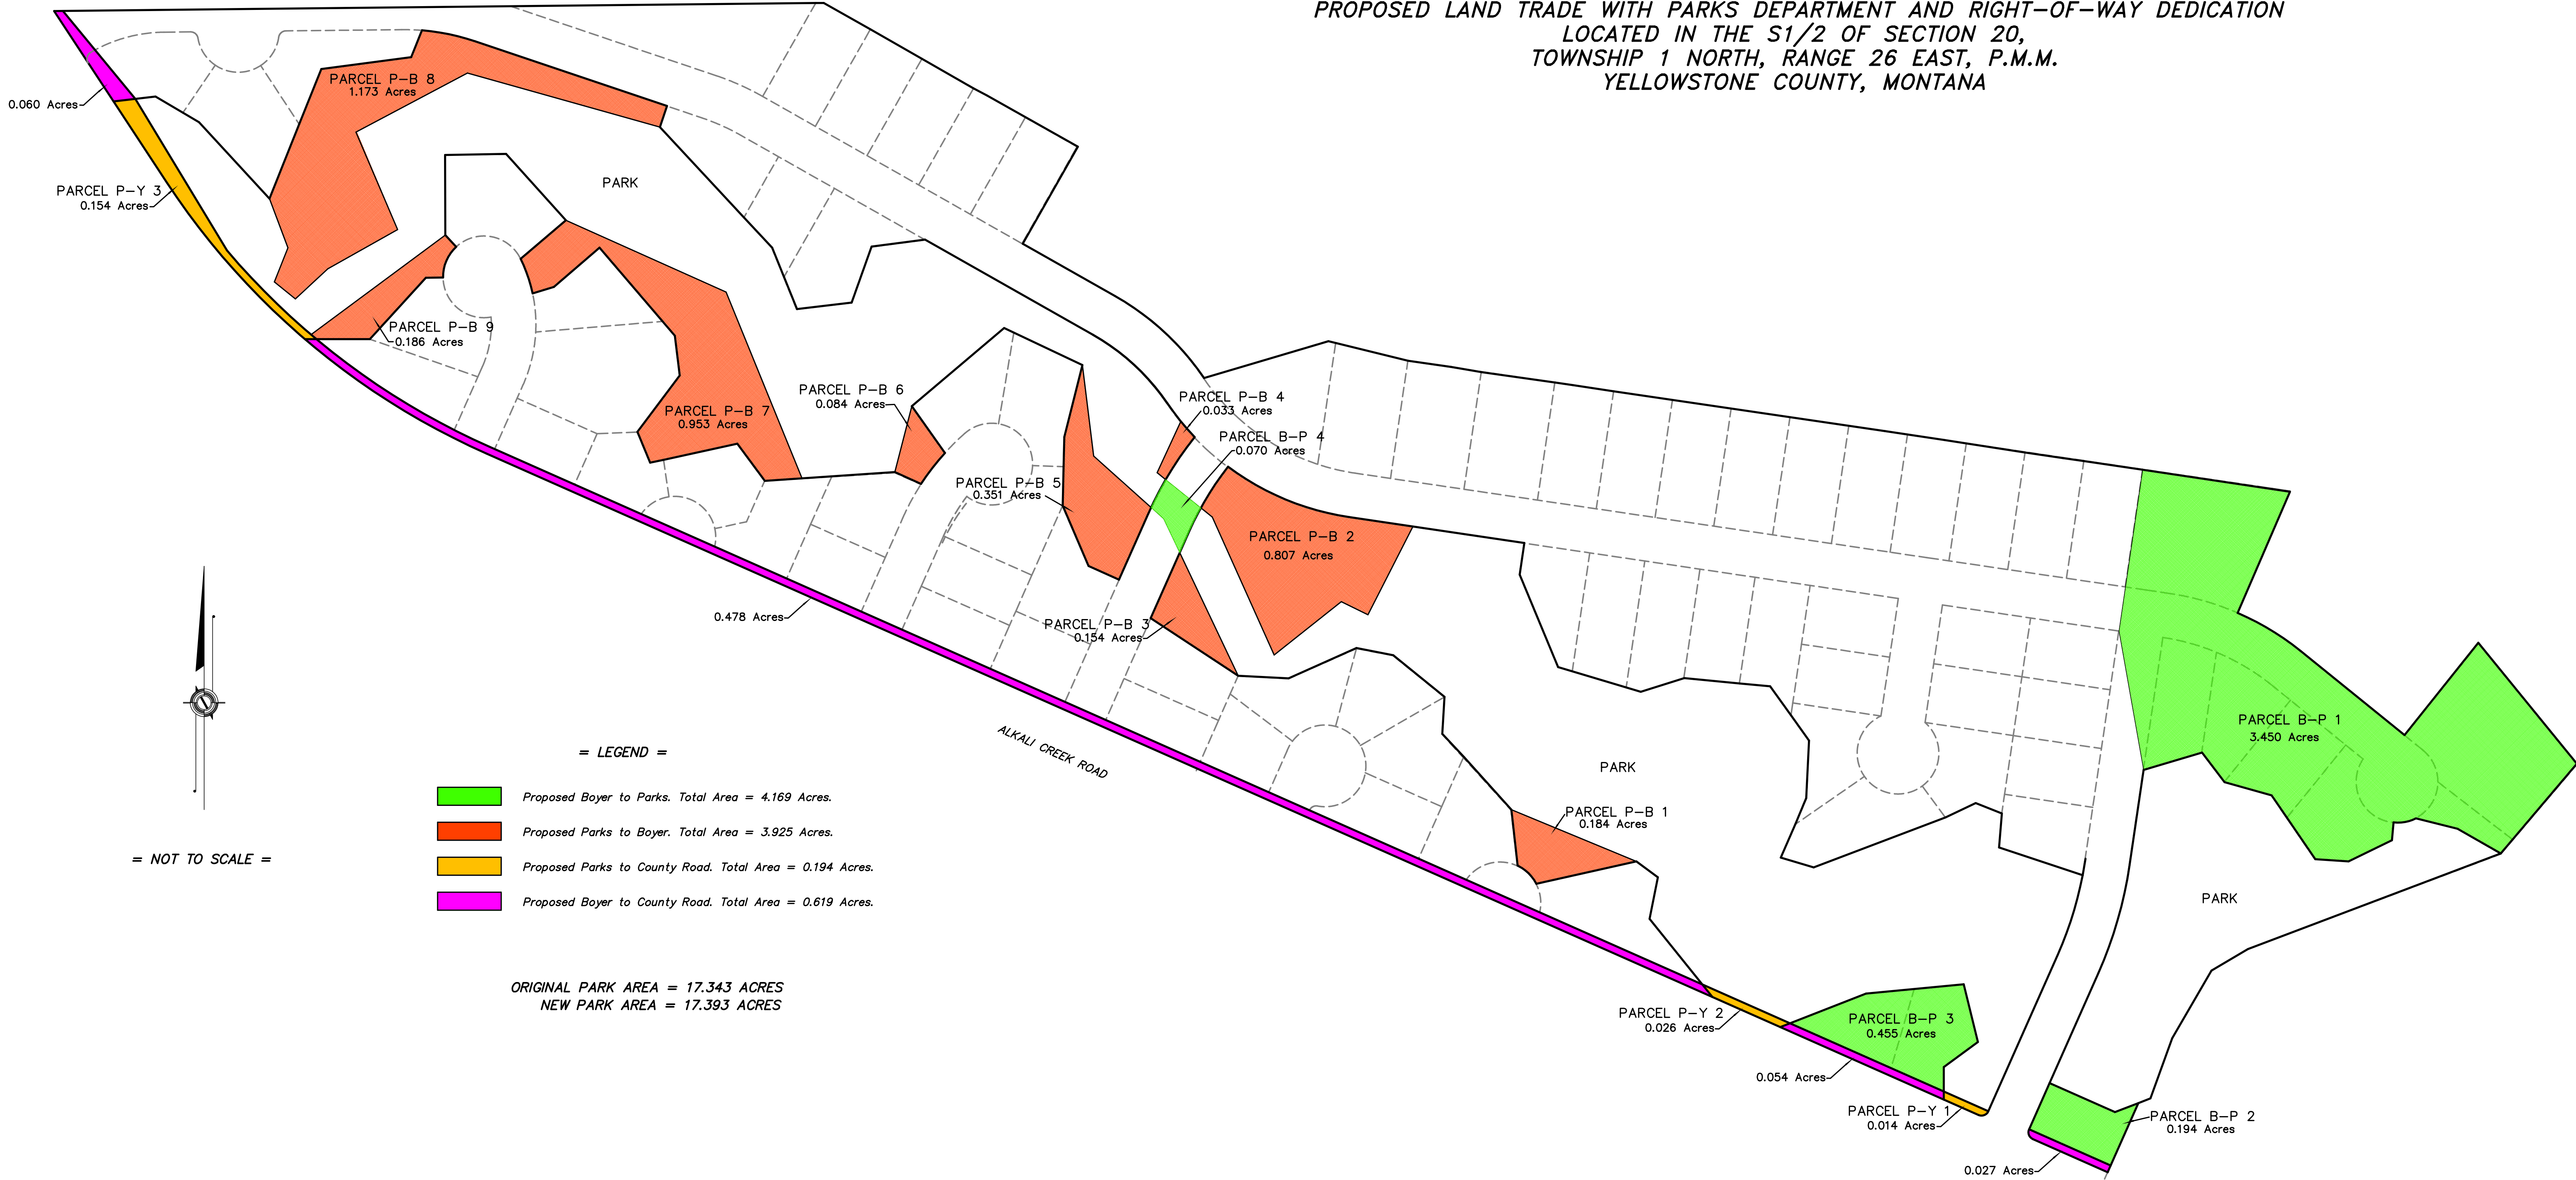 PROPOSED LAND TRADE WITH PARKS DEPARTMENT AND RIGHT-OF-WAY DEDICATION
LOCATED IN THE S1/2 OF SECTION 20,
TOWNSHIP 1 NORTH, RANGE 26 EAST, P.M.M.
YELLOWSTONE COUNTY, MONTANA
PARCEL P-B 8
1.173 Acres
0.060 Acres
PARCEL P-Y 3
0.154 Acres
PARK
PARCEL P-B 9
0.186 Acres
PARCEL P-B 7
0.953 Acres
PARCEL P-B 6
0.084 Acres
PARCEL P-B 4
0.033 Acres
PARCEL B-P 4
0.070 Acres
PARCEL P-B 5
0.351 Acres
PARCEL P-B 2
0.807 Acres
0.478 Acres
PARCEL P-B 3
0.154 Acres
ALKALI CREEK ROAD
PARCEL B-P 1
3.450 Acres
PARK
PARCEL P-B 1
0.184 Acres
PARK
= LEGEND =
Proposed Boyer to Parks. Total Area = 4.169 Acres.
Proposed Parks to Boyer. Total Area = 3.925 Acres.
Proposed Parks to County Road. Total Area = 0.194 Acres.
Proposed Boyer to County Road. Total Area = 0.619 Acres.
= NOT TO SCALE =
ORIGINAL PARK AREA = 17.343 ACRES
NEW PARK AREA = 17.393 ACRES
PARCEL P-Y 2
0.026 Acres
PARCEL B-P 3
0.455 Acres
0.054 Acres
PARCEL P-Y 1
0.014 Acres
PARCEL B-P 2
0.194 Acres
0.027 Acres